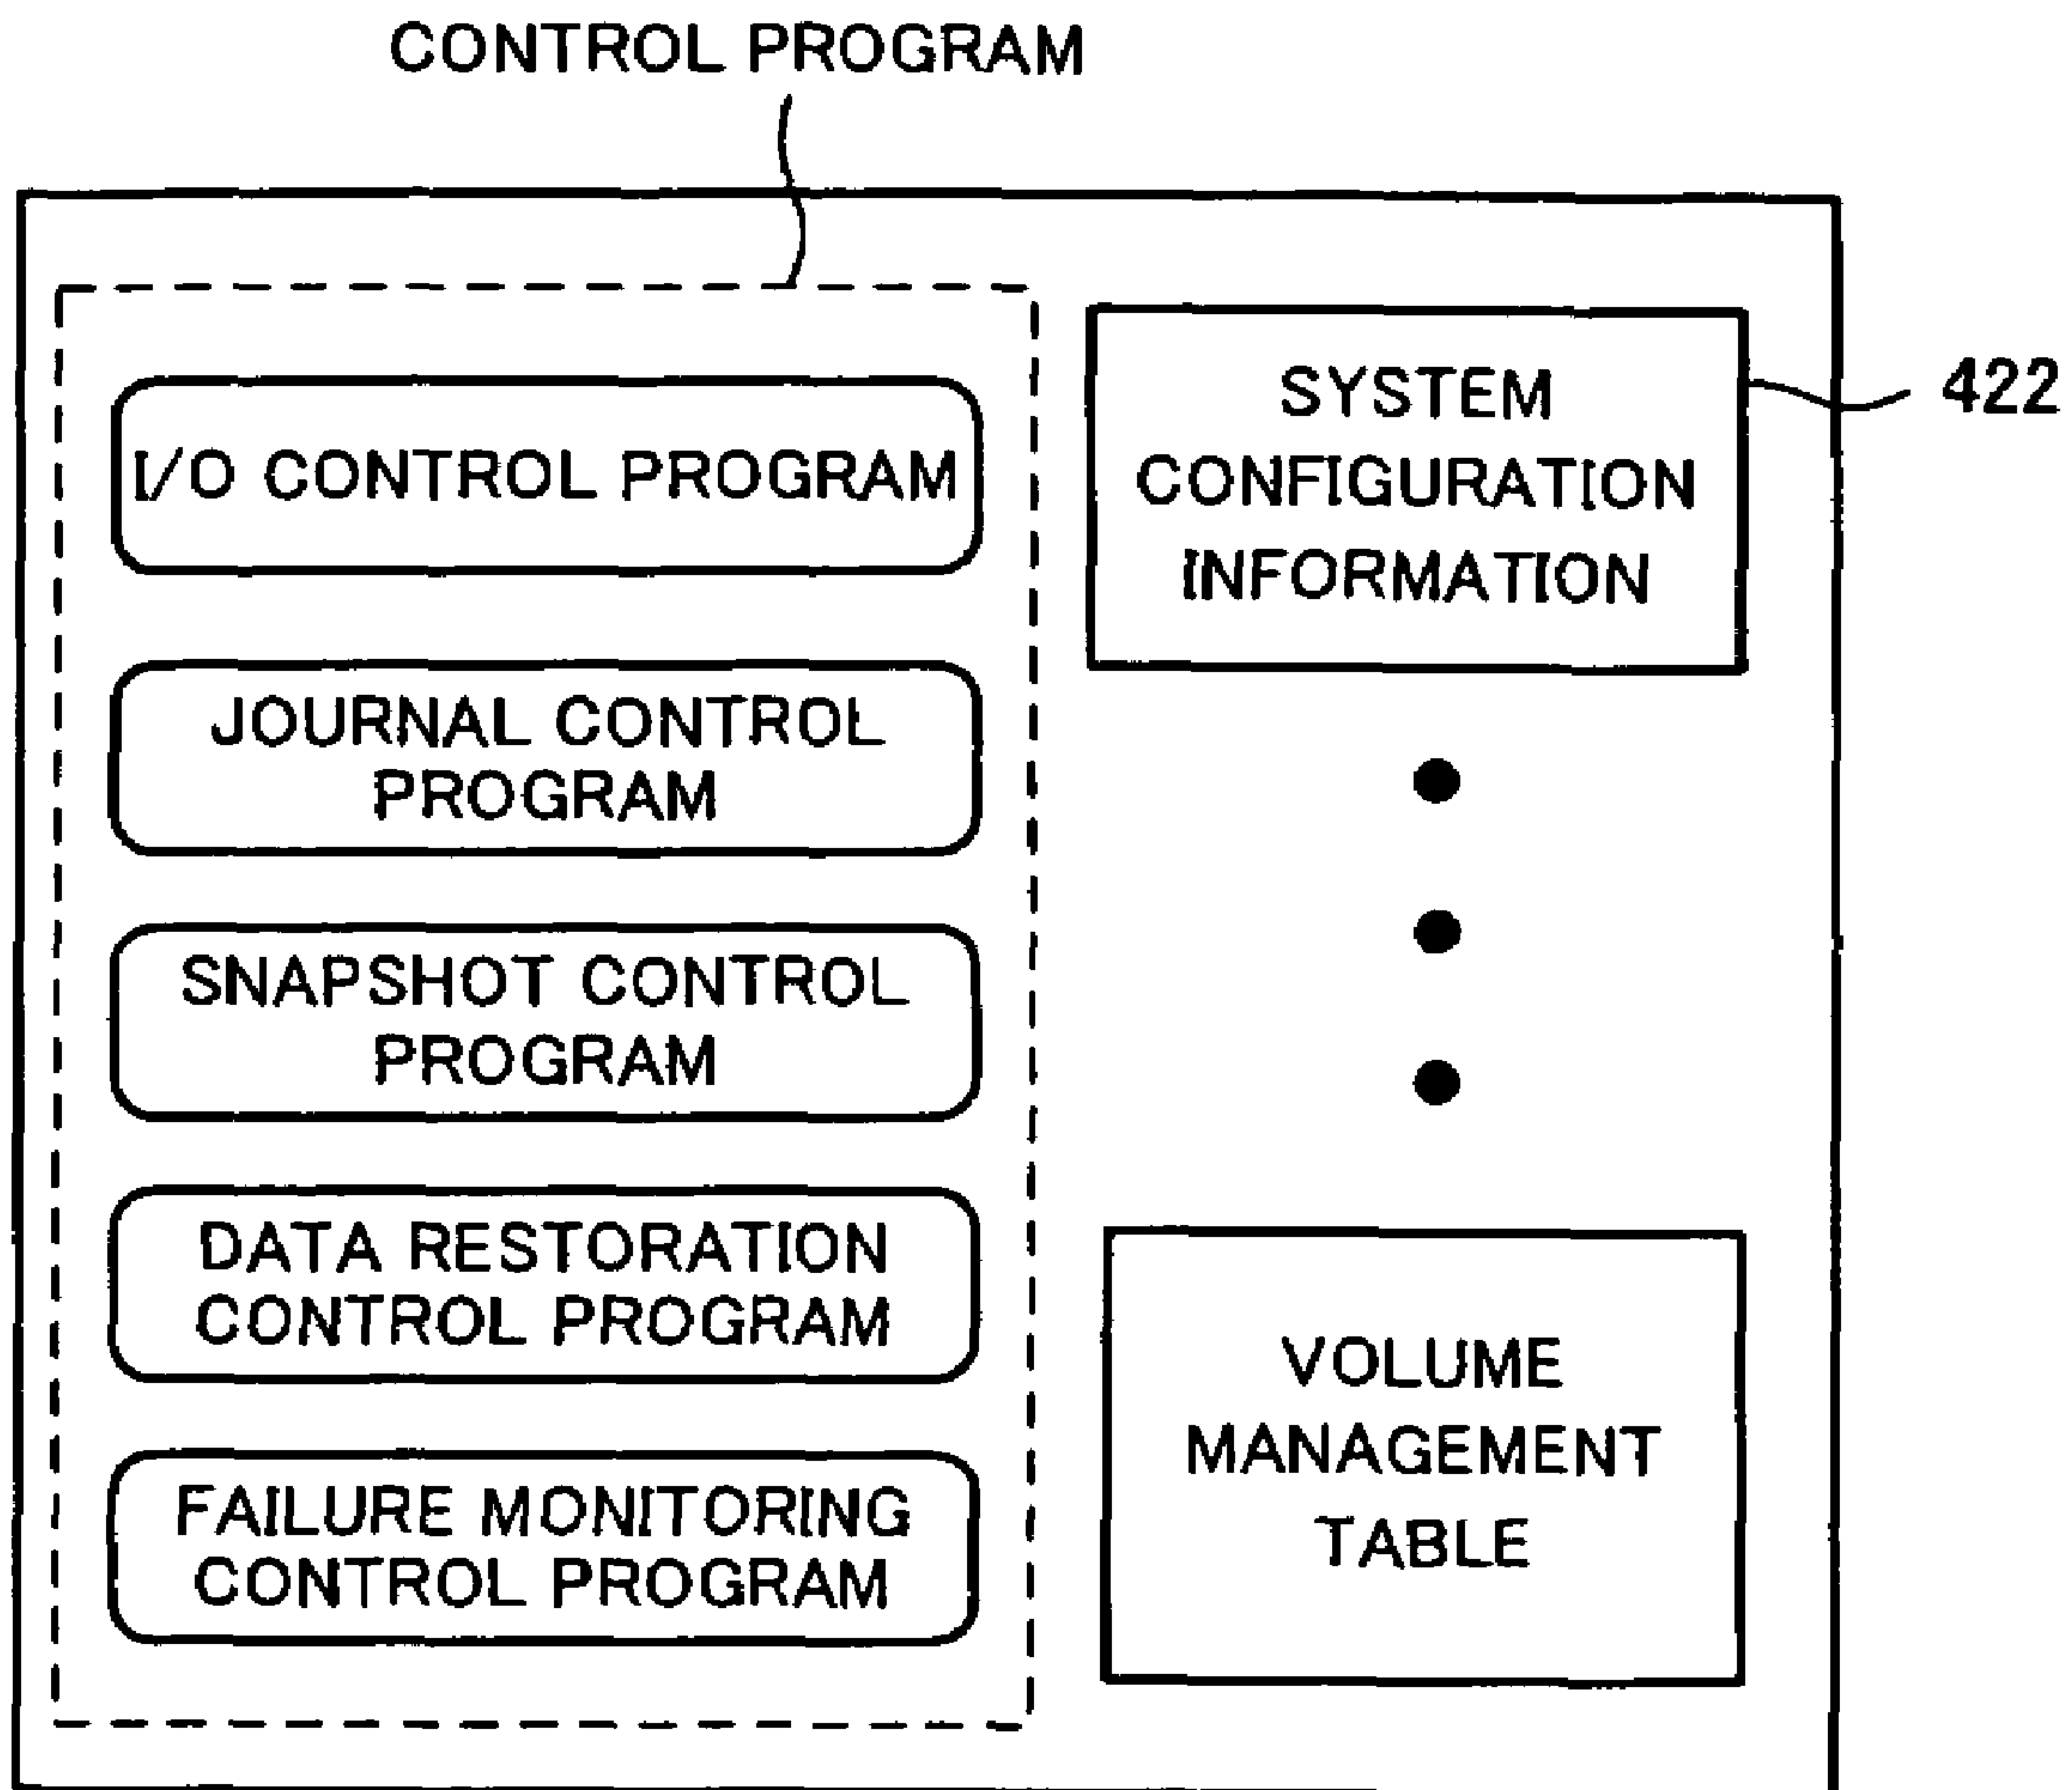 CONTROL PROGRAM
I/O CONTROL PROGRAM
JOURNAL CONTROL
PROGRAM
SNAPSHOT CONTROL
PROGRAM
DATA RESTORATION
CONTROL PROGRAM
FAILURE MONITORING
CONTROL PROGRAM
SYSTEM
CONFIGURATION
INFORMATION
422
VOLUME
MANAGEMENT
TABLE